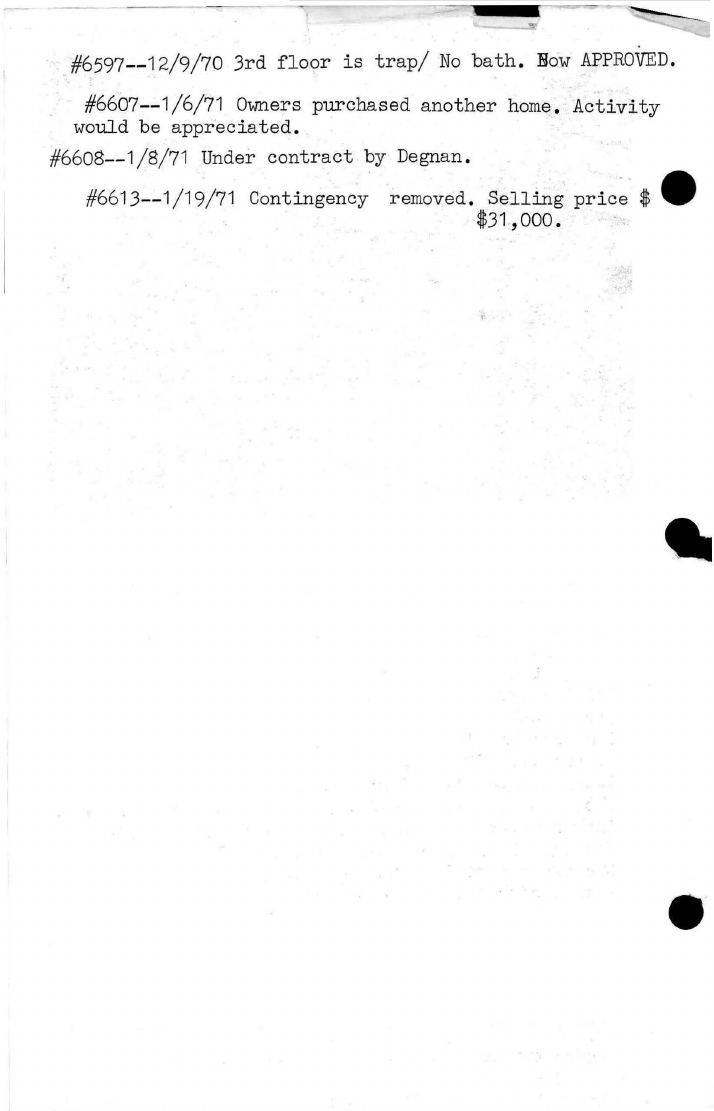 #6597--12/9/70 3rd floor is trap/ No bath. Now APPROVED.
#6607--1/6/71 Owners purchased another home. Activity
would be appreciated.
#6608--1/8/71 Under contract by Degnan.
#6613--1/19/71 Contingency removed. Selling price $
$31,000.